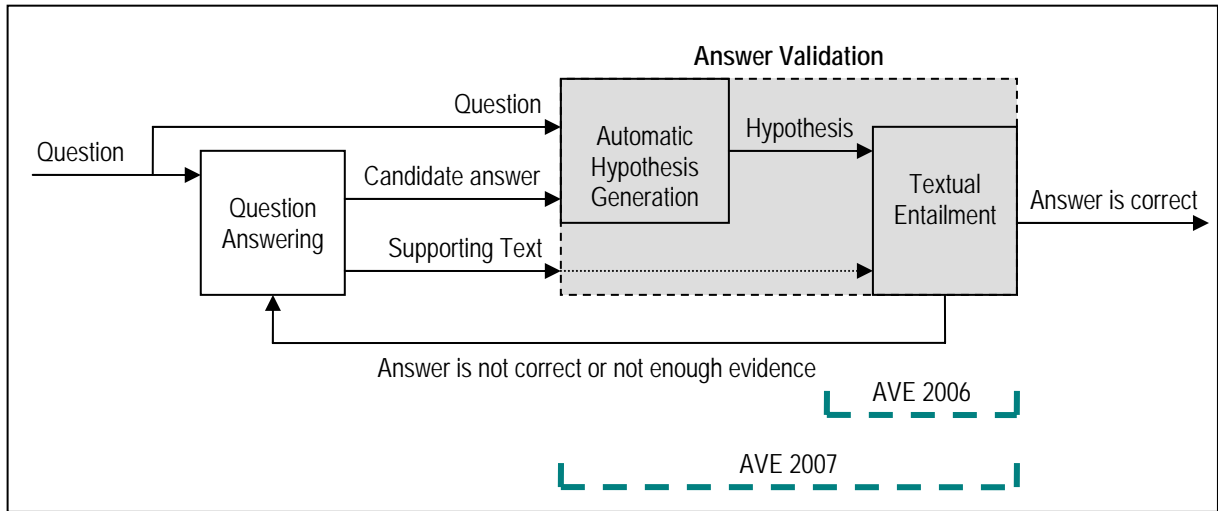 Answer Validation
Question
Question
Automatic
Hypothesis
Generation
Hypothesis
Candidate answer
Question
Answering
Textual
Entailment
Answer is correct
Supporting Text
Answer is not correct or not enough evidence
AVE 2006
AVE 2007